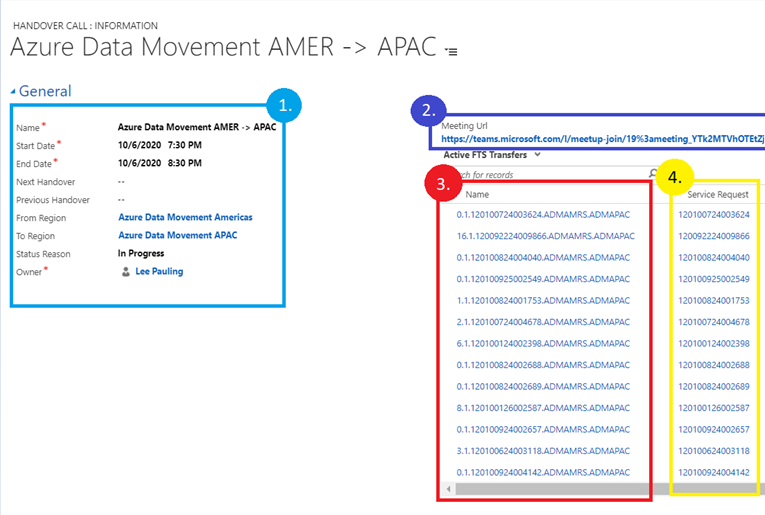 HANDOVER CALL : INFORMATION
Azure Data Movement AMER -> APAC
General
1.
Name * Azure Data Movement AMER -> APAC
Start Date * 10/6/2020 7:30 PM
End Date * 10/6/2020 8:30 PM
Next Handover --
Previous Handover --
From Region Azure Data Movement Americas
To Region Azure Data Movement APAC
Status Reason In Progress
Owner * Lee Pauling
2.
Meeting Url
https://teams.microsoft.com/l/meetup-join/19%3ameeting_YTk2MTVhOTEtZj
Active FTS Transfers
for records
3.
4.
Name Service Request
0.1.120100724003624.ADMAMRS.ADMAPAC 120100724003624
16.1.120092224009866.ADMAMRS.ADMAPAC 120092224009866
0.1.120100824004040.ADMAMRS.ADMAPAC 120100824004040
0.1.120100925002549.ADMAMRS.ADMAPAC 120100925002549
1.1.120100824001753.ADMAMRS.ADMAPAC 120100824001753
2.1.120100724004678.ADMAMRS.ADMAPAC 120100724004678
6.1.120100124002398.ADMAMRS.ADMAPAC 120100124002398
0.1.120100824002688.ADMAMRS.ADMAPAC 120100824002688
0.1.120100824002689.ADMAMRS.ADMAPAC 120100824002689
8.1.120100126002587.ADMAMRS.ADMAPAC 120100126002587
0.1.120100924002657.ADMAMRS.ADMAPAC 120100924002657
3.1.120100624003118.ADMAMRS.ADMAPAC 120100624003118
0.1.120100924004142.ADMAMRS.ADMAPAC 120100924004142